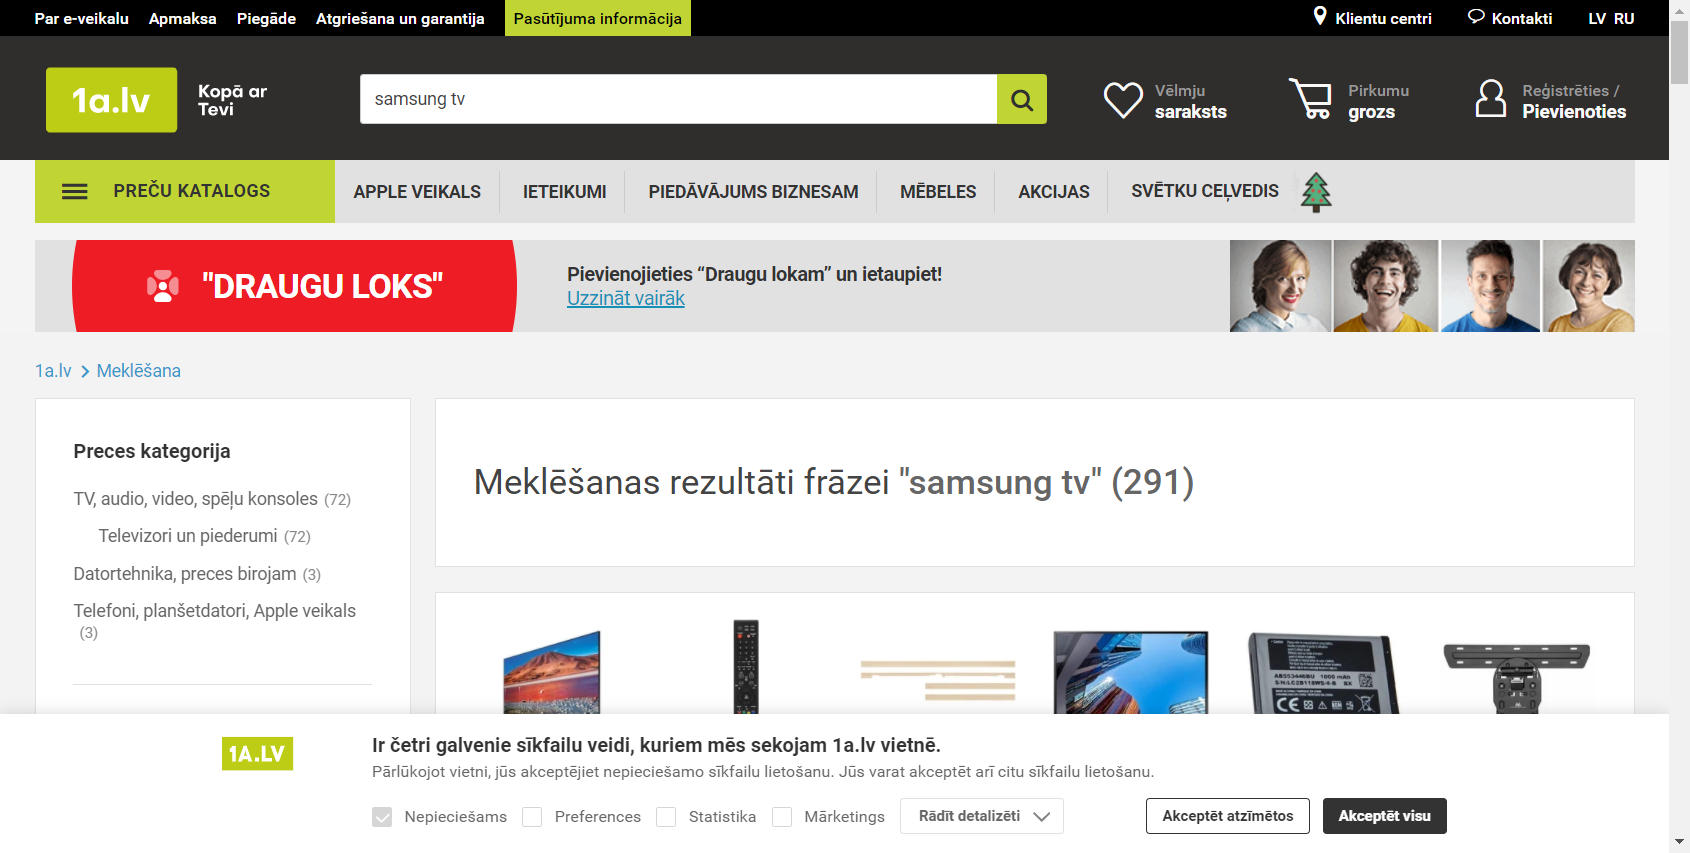 Par e-veikalu Apmaksa Piegāde Atgriešana un garantija Pasūtījuma informācija Klientu centri Kontakti LV RU
1a.lv Kopā ar Tevi
samsung tv
Vēlmju saraksts
Pirkumu grozs
Reģistrēties / Pievienoties
PREČU KATALOGS APPLE VEIKALS IETEIKUMI PIEDĀVĀJUMS BIZNESAM MĒBELES AKCIJAS SVĒTKU CEĻVEDIS
"DRAUGU LOKS"
Pievienojieties “Draugu lokam” un ietaupiet!
Uzzināt vairāk
1a.lv Meklēšana
Preces kategorija
TV, audio, video, spēļu konsoles (72)
Televizori un piederumi (72)
Datortehnika, preces birojam (3)
Telefoni, planšetdatori, Apple veikals
(3)
Meklēšanas rezultāti frāzei "samsung tv" (291)
1A.LV
Ir četri galvenie sīkfailu veidi, kuriem mēs sekojam 1a.lv vietnē.
Pārlūkojot vietni, jūs akceptējiet nepieciešamo sīkfailu lietošanu. Jūs varat akceptēt arī citu sīkfailu lietošanu.
Nepieciešams Preferences Statistika Mārketings Rādīt detalizēti Akceptēt atzīmētos Akceptēt visu